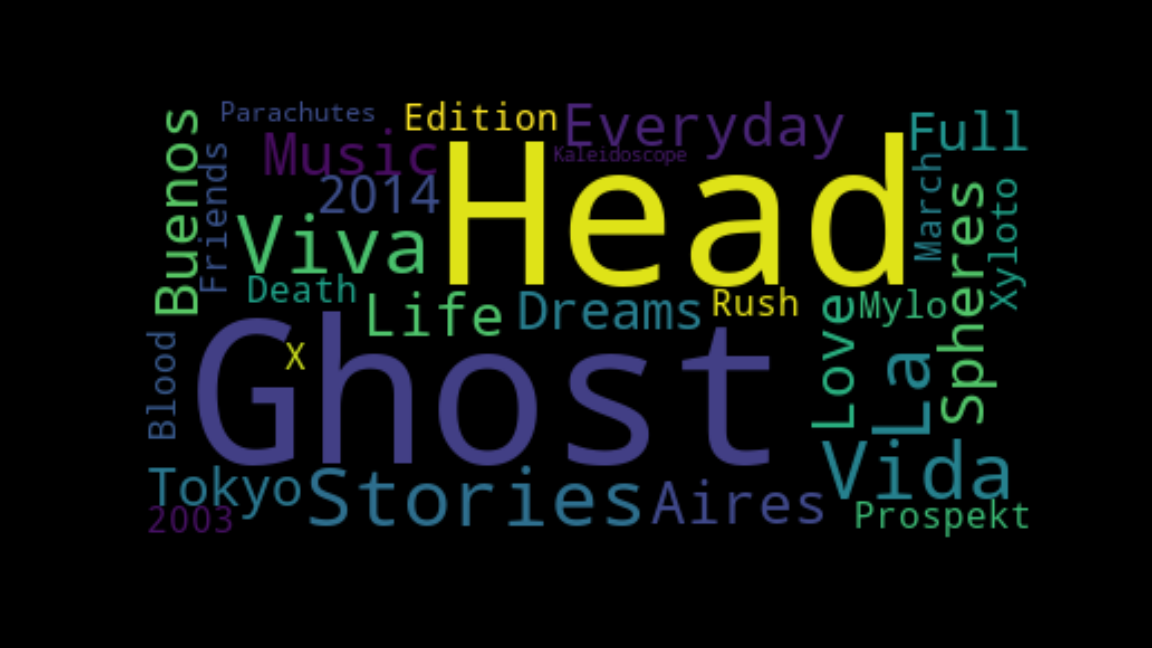 Parachutes
Edition
Everyday
Full
Buenos
Friends
Music
Kaleidoscope
2014
Head
March
Spheres
Xyloto
Viva
Death
Life
Dreams
Rush
Love
Mylo
La
Blood
X
Ghost
Vida
Tokyo
Stories
Aires
2003
Prospekt